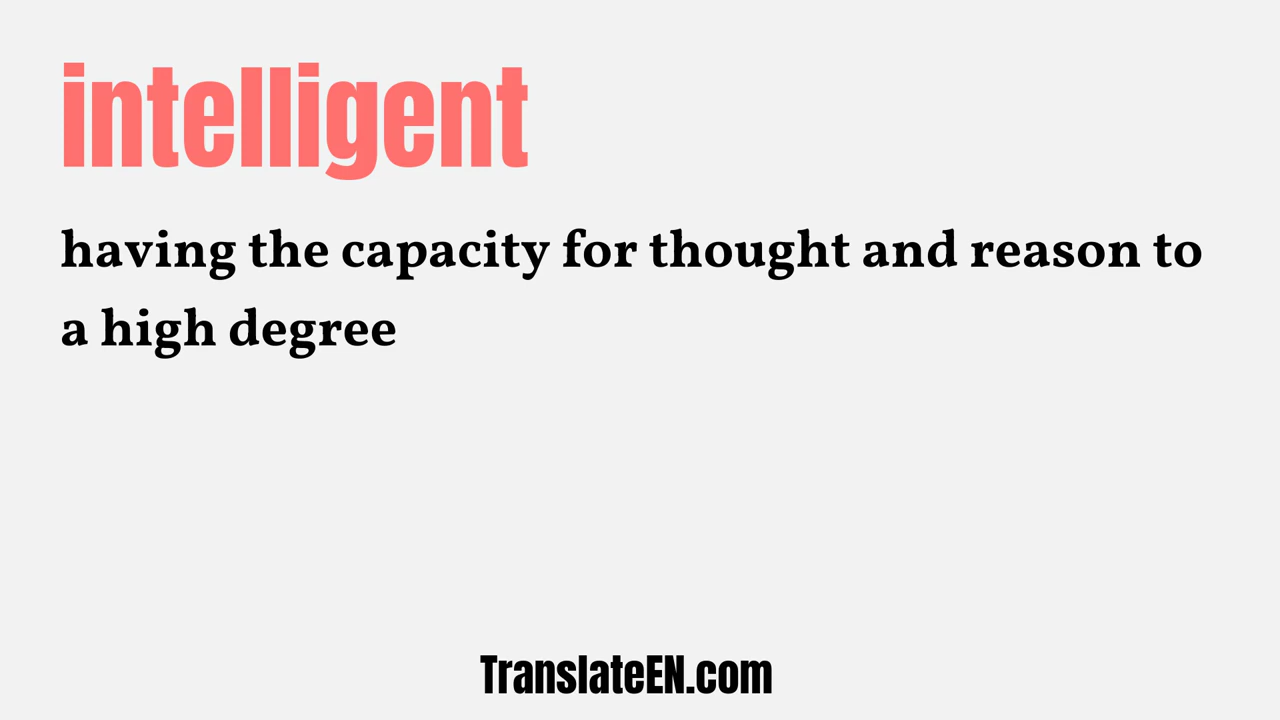 intelligent
having the capacity for thought and reason to
a high degree
TranslateEN.com